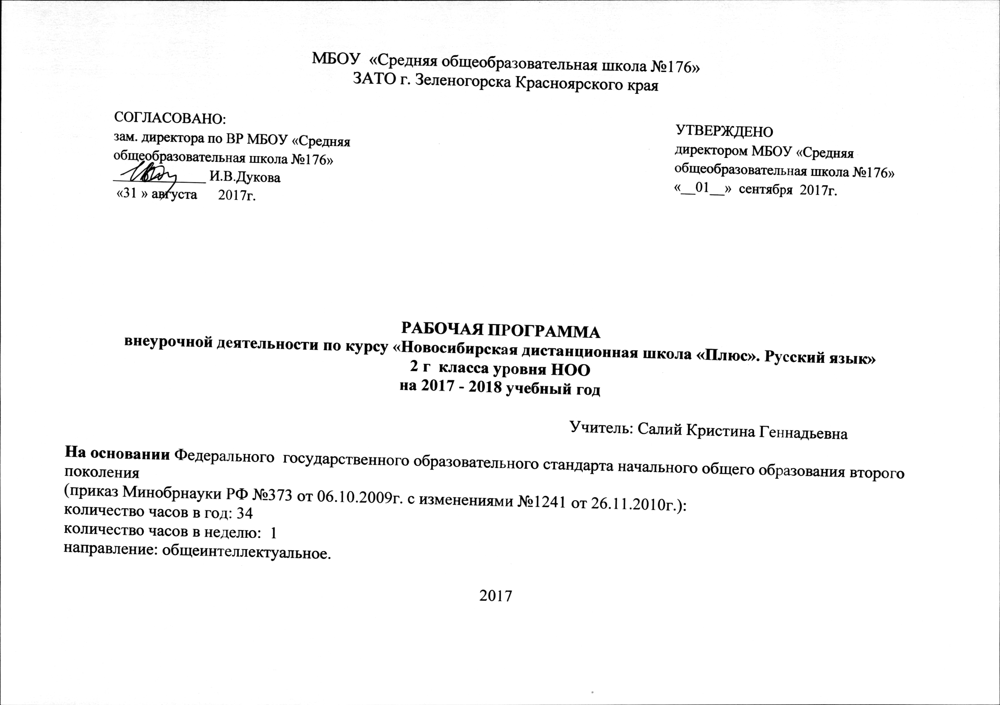 МБОУ «Средняя общеобразовательная школа №176»
ЗАТО г. Зеленогорска Красноярского края
СОГЛАСОВАНО:
зам. директора по ВР МБОУ «Средняя
общеобразовательная школа №176»
______________ И.В.Дукова
«31 » августа 2017г.
УТВЕРЖДЕНО
директором МБОУ «Средняя
общеобразовательная школа №176»
«__01__» сентября 2017г.
РАБОЧАЯ ПРОГРАММА
внеурочной деятельности по курсу «Новосибирская дистанционная школа «Плюс». Русский язык»
2 г класса уровня НОО
на 2017 - 2018 учебный год
Учитель: Салий Кристина Геннадьевна
На основании Федерального государственного образовательного стандарта начального общего образования второго
поколения
(приказ Минобрнауки РФ №373 от 06.10.2009г. с изменениями №1241 от 26.11.2010г.):
количество часов в год: 34
количество часов в неделю: 1
направление: общеинтеллектуальное.
2017